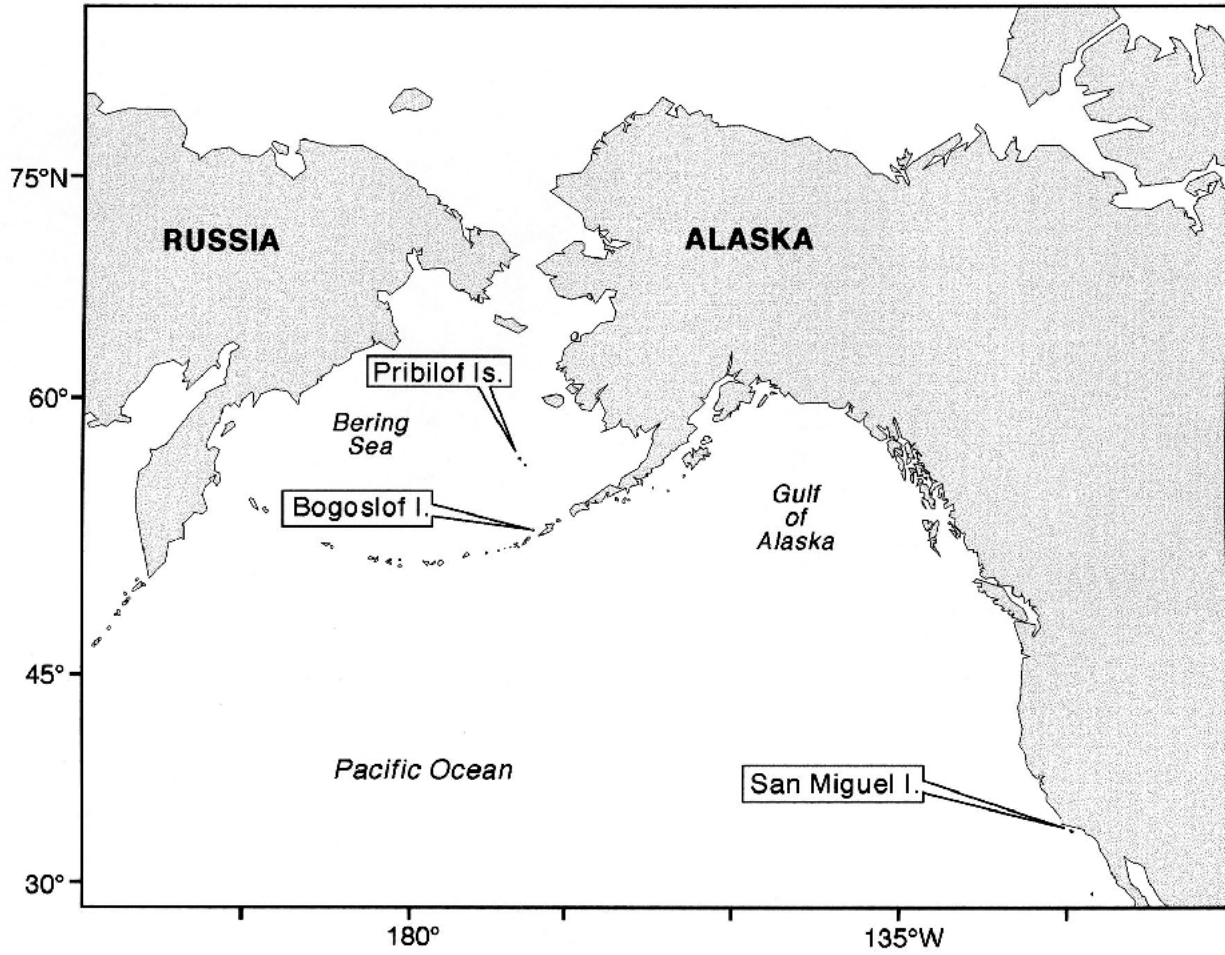 75°N
RUSSIA
ALASKA
Pribilof Is.
60°
Bering
Sea
Bogoslof I.
Gulf
of
Alaska
45°
Pacific Ocean
San Miguel I.
30°
180°
135°W